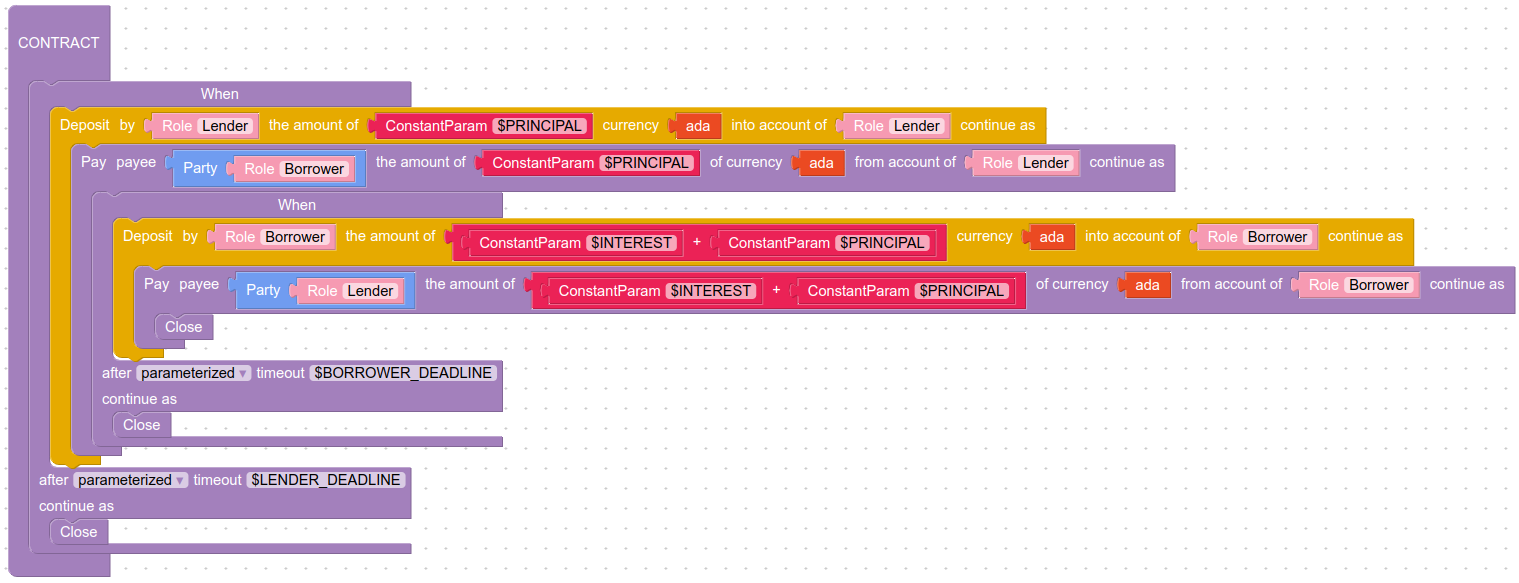 CONTRACT
When
Deposit by Role Lender the amount of ConstantParam $PRINCIPAL currency ada into account of Role Lender continue as
Pay payee Party Role Borrower the amount of ConstantParam $PRINCIPAL of currency ada from account of Role Lender continue as
When
Deposit by Role Borrower the amount of ConstantParam $INTEREST + ConstantParam $PRINCIPAL currency ada into account of Role Borrower continue as
Pay payee Party Role Lender the amount of ConstantParam $INTEREST + ConstantParam $PRINCIPAL of currency ada from account of Role Borrower continue as
Close
after parameterized ▾ timeout $BORROWER_DEADLINE
continue as
Close
after parameterized ▾ timeout $LENDER_DEADLINE
continue as
Close